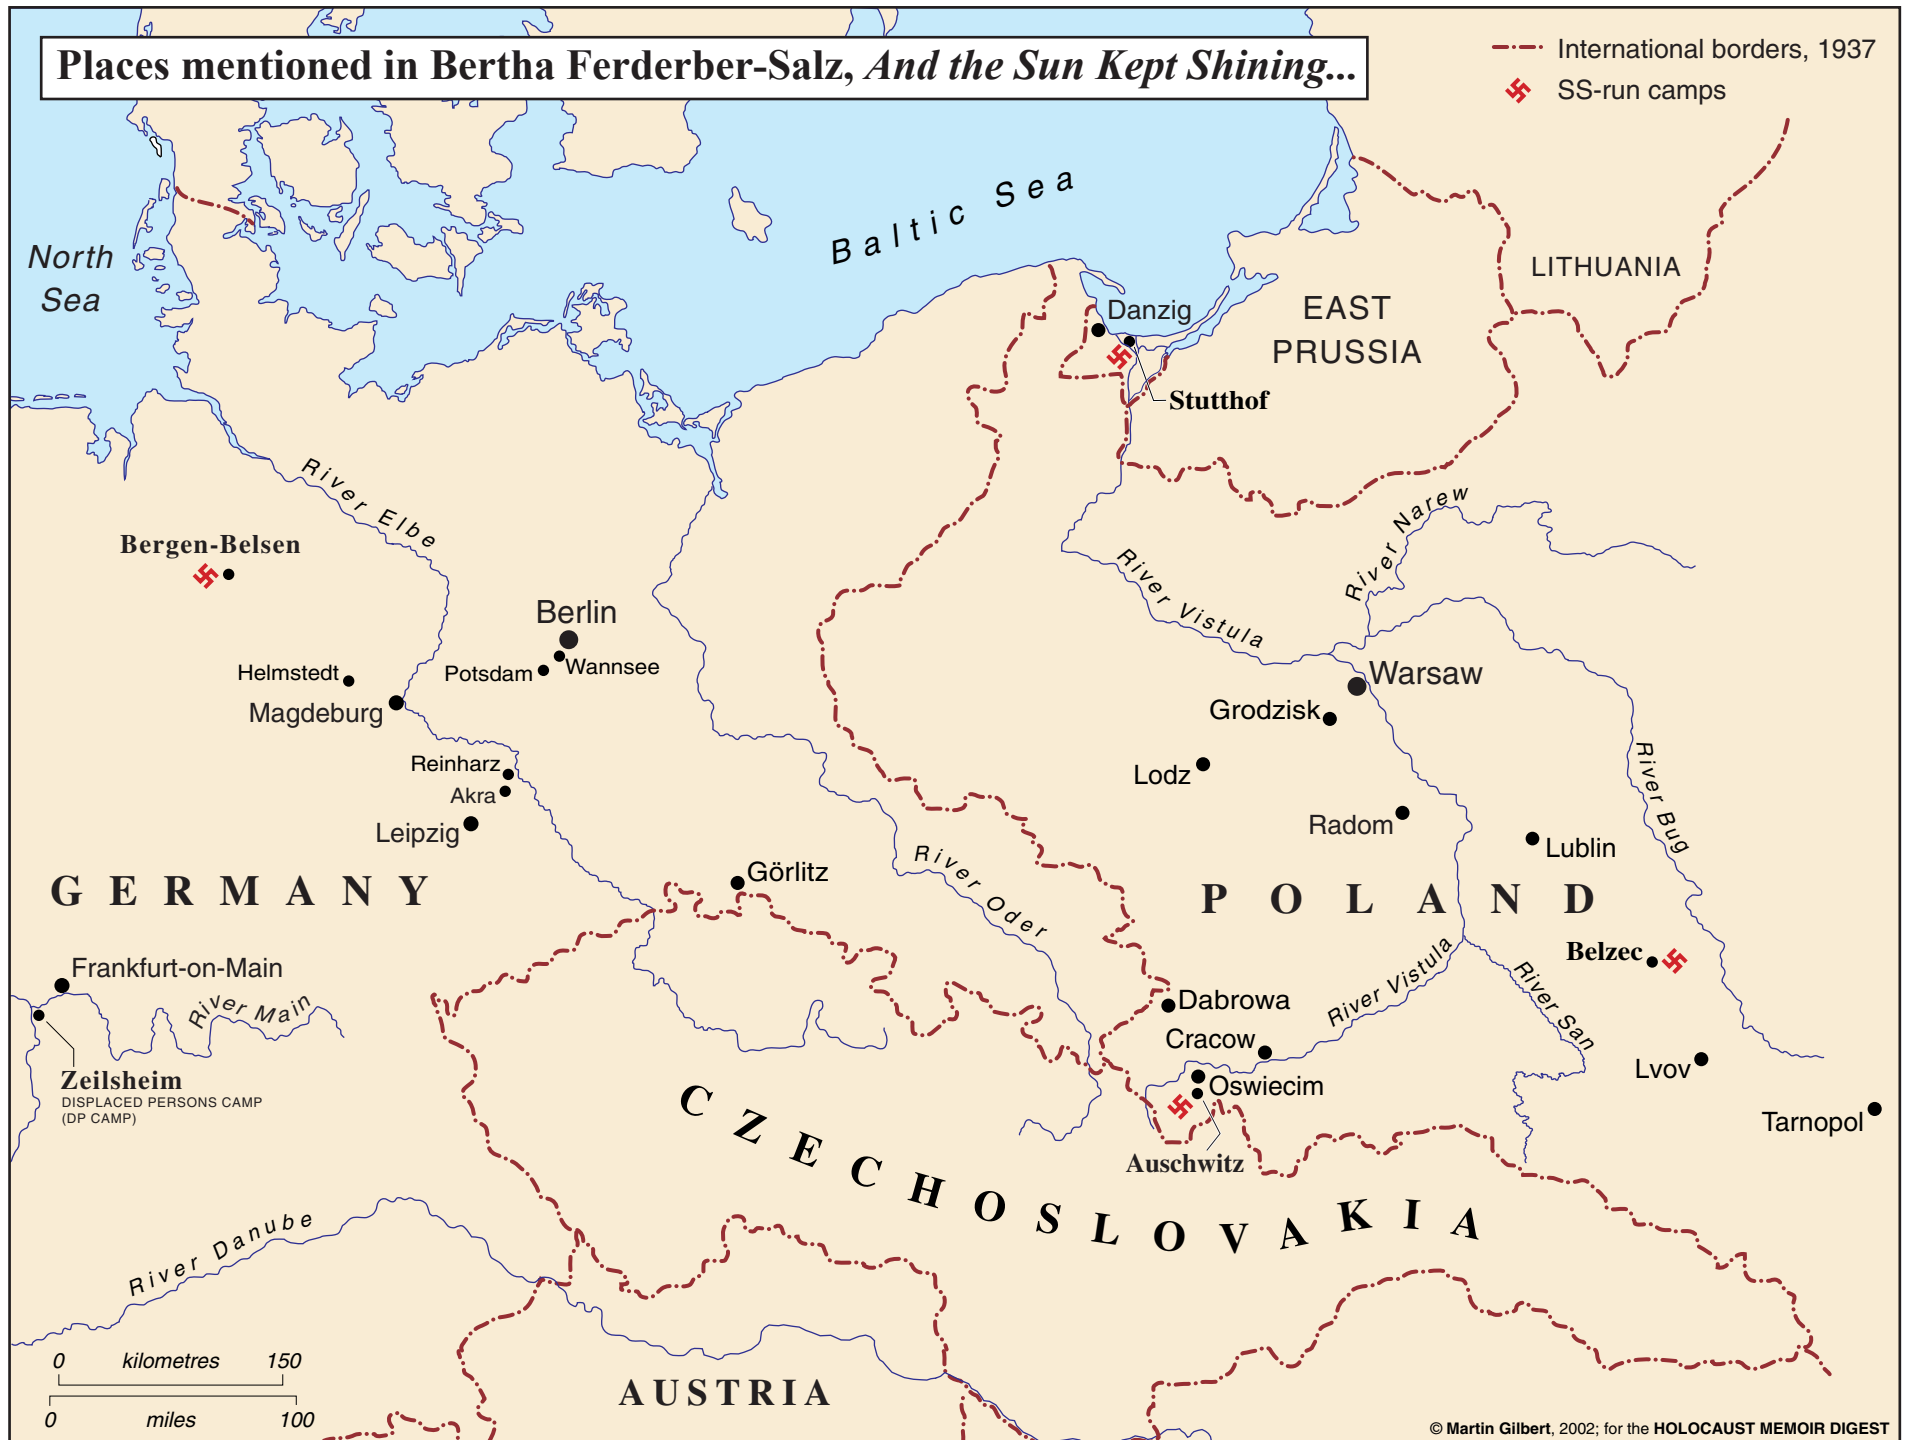 Places mentioned in Bertha Ferderber-Salz, And the Sun Kept Shining...
International borders, 1937
SS-run camps
North
Sea
Baltic Sea
LITHUANIA
Danzig
EAST
PRUSSIA
Stutthof
River Elbe
River Narew
Bergen-Belsen
River Vistula
Berlin
Wannsee
Potsdam
Helmstedt
Magdeburg
Warsaw
Grodzisk
Lodz
River Bug
Reinharz
Akra
Leipzig
Radom
Lublin
Görlitz
River Oder
GERMANY
POLAND
Belzec
Frankfurt-on-Main
River Main
Dabrowa
River Vistula
River San
Cracow
Zeilsheim
DISPLACED PERSONS CAMP
(DP CAMP)
Oswiecim
Lvov
Tarnopol
Auschwitz
CZECHOSLOVAKIA
River Danube
0 kilometres 150
0 miles 100
AUSTRIA
© Martin Gilbert, 2002; for the HOLOCAUST MEMOIR DIGEST